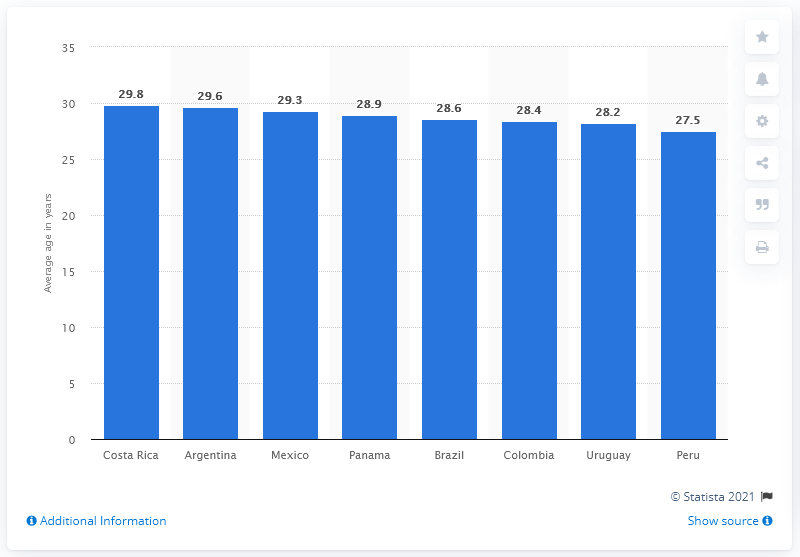 35
30
25
20
15
10
5
0
Average age in years
29.8
29.6
29.3
28.9
28.6
28.4
28.2
27.5
Costa Rica
Argentina
Mexico
Panama
Brazil
Colombia
Uruguay
Peru
© Statista 2021
Additional Information
Show source